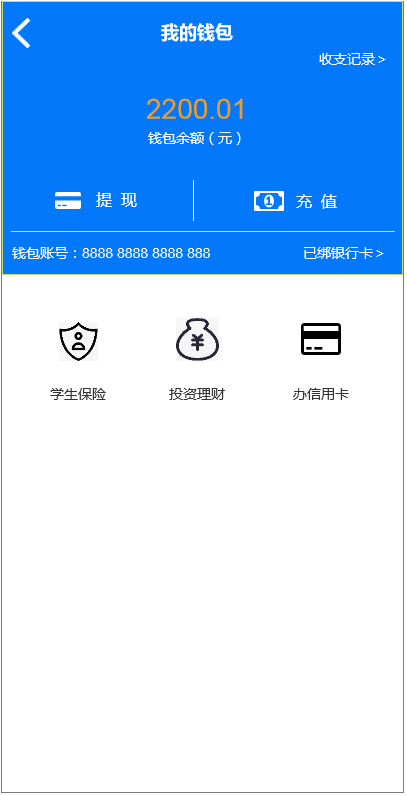 我的钱包
收支记录 >
2200.01
钱包余额（元）
提 现
充 值
钱包账号：8888 8888 8888 888
已绑银行卡 >
学生保险
投资理财
办信用卡